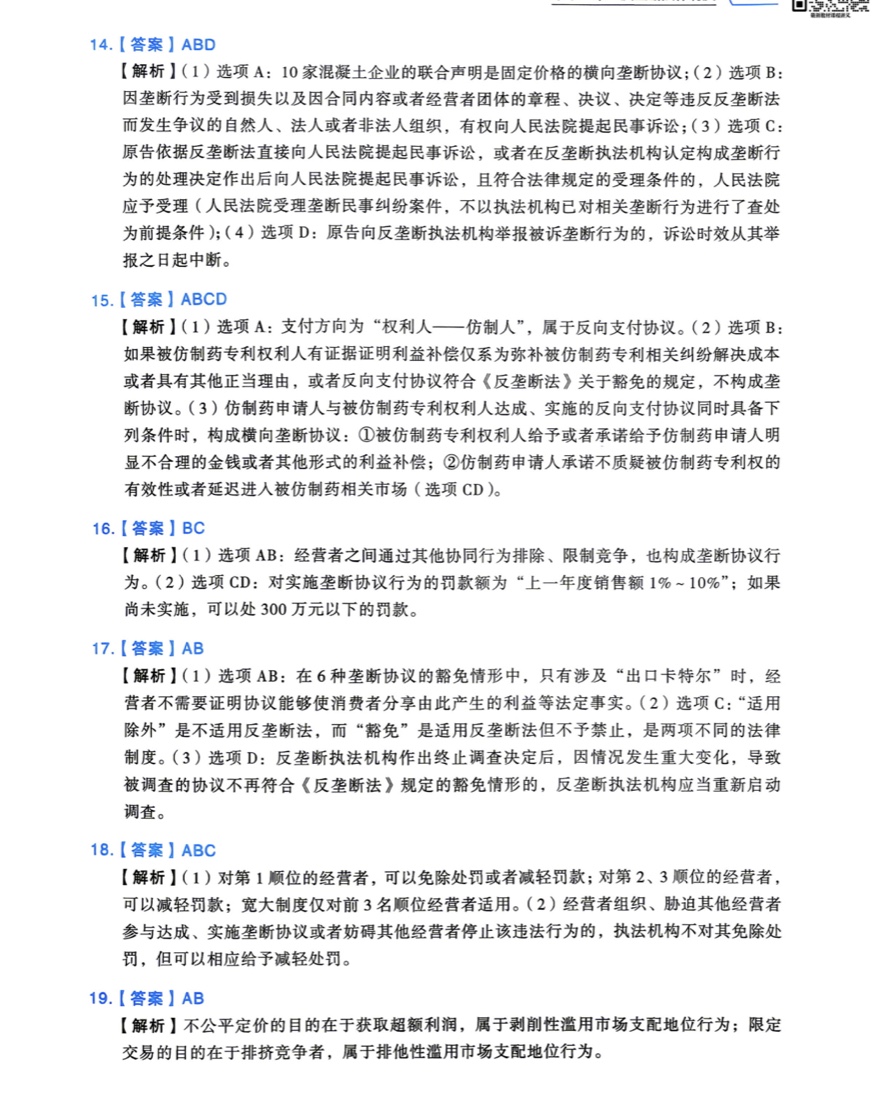 14.【答案】ABD
【解析】(1)选项A：10家混凝土企业的联合声明是固定价格的横向垄断协议；(2)选项B：
因垄断行为受到损失以及因合同内容或者经营者团体的章程、决议、决定等违反反垄断法
而发生争议的自然人、法人或者非法人组织，有权向人民法院提起民事诉讼；(3)选项C：
原告依据反垄断法直接向人民法院提起民事诉讼，或者在反垄断执法机构认定构成垄断行
为的处理决定作出后向人民法院提起民事诉讼，且符合法律规定的受理条件的，人民法院
应予受理（人民法院受理垄断民事纠纷案件，不以执法机构已对相关垄断行为进行了查处
为前提条件）；(4)选项D：原告向反垄断执法机构举报被诉垄断行为的，诉讼时效从其举
报之日起中断。
15.【答案】ABCD
【解析】(1)选项A：支付方向为“权利人——仿制人”，属于反向支付协议。(2)选项B：
如果被仿制药专利权利人有证据证明利益补偿仅系为弥补被仿制药专利相关纠纷解决成本
或者具有其他正当理由，或者反向支付协议符合《反垄断法》关于豁免的规定，不构成垄
断协议。(3)仿制药申请人与被仿制药专利权利人达成、实施的反向支付协议同时具备下
列条件时，构成横向垄断协议：①被仿制药专利权利人给予或者承诺给予仿制药申请人明
显不合理的金钱或者其他形式的利益补偿；②仿制药申请人承诺不质疑被仿制药专利权的
有效性或者延迟进入被仿制药相关市场（选项CD）。
16.【答案】BC
【解析】(1)选项AB：经营者之间通过其他协同行为排除、限制竞争，也构成垄断协议行
为。(2)选项CD：对实施垄断协议行为的罚款额为“上一年度销售额1%~10%”；如果
尚未实施，可以处300万元以下的罚款。
17.【答案】AB
【解析】(1)选项AB：在6种垄断协议的豁免情形中，只有涉及“出口卡特尔”时，经
营者不需要证明协议能够使消费者分享由此产生的利益等法定事实。(2)选项C：“适用
除外”是不适用反垄断法，而“豁免”是适用反垄断法但不予禁止，是两项不同的法律
制度。(3)选项D：反垄断执法机构作出终止调查决定后，因情况发生重大变化，导致
被调查的协议不再符合《反垄断法》规定的豁免情形的，反垄断执法机构应当重新启动
调查。
18.【答案】ABC
【解析】(1)对第1顺位的经营者，可以免除处罚或者减轻罚款；对第2、3顺位的经营者，
可以减轻罚款；宽大制度仅对前3名顺位经营者适用。(2)经营者组织、胁迫其他经营者
参与达成、实施垄断协议或者妨碍其他经营者停止该违法行为的，执法机构不对其免除处
罚，但可以相应给予减轻处罚。
19.【答案】AB
【解析】不公平定价的目的在于获取超额利润，属于剥削性滥用市场支配地位行为；限定
交易的目的在于排挤竞争者，属于排他性滥用市场支配地位行为。